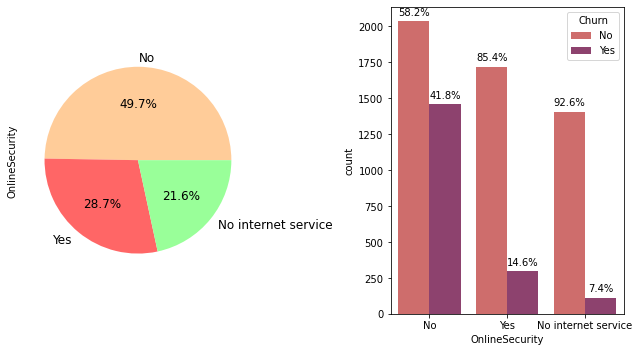 OnlineSecurity
No
49.7%
28.7%
21.6%
Yes
No internet service
count
2000
1750
1500
1250
1000
750
500
250
0
58.2%
41.8%
85.4%
14.6%
92.6%
7.4%
Churn
No
Yes
No
Yes
No internet service
OnlineSecurity